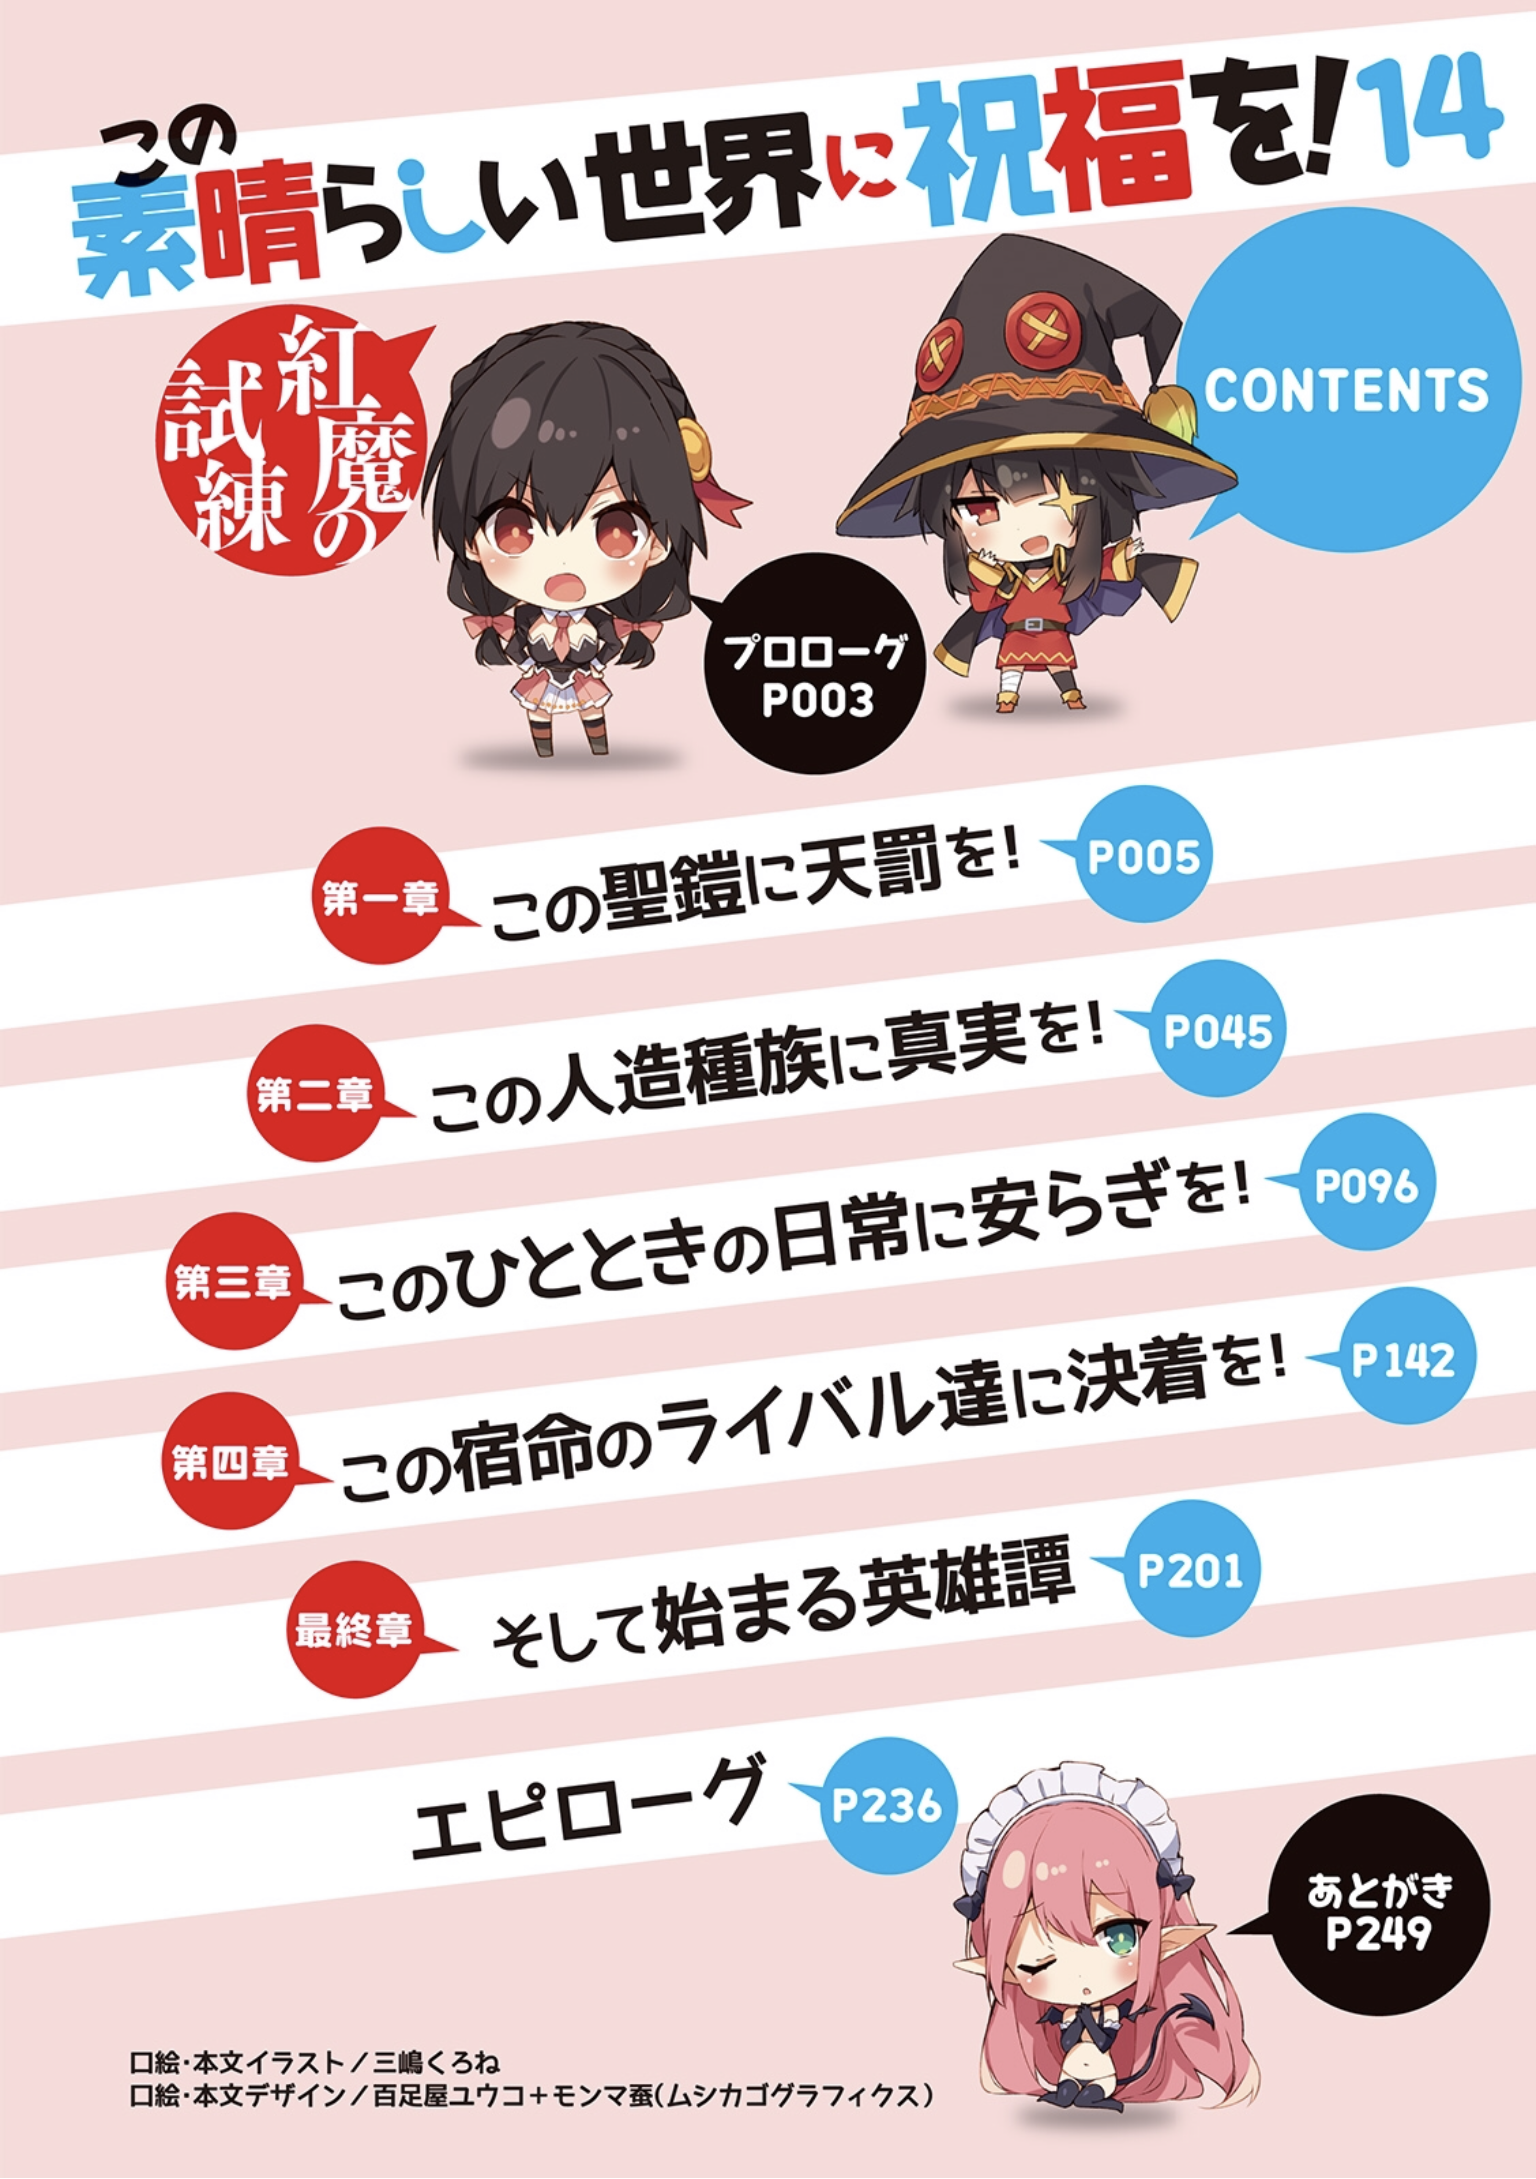 この
素晴らしい世界に祝福を!14
紅魔の
試練
CONTENTS
プロローグ
P003
第一章
この聖鎧に天罰を!
P005
第二章
この人造種族に真実を!
P045
第三章
このひとときの日常に安らぎを!
P096
第四章
この宿命のライバル達に決着を!
P142
最終章
そして始まる英雄譚
P201
エピローグ
P236
あとがき
P249
口絵・本文イラスト/三嶋くろね
口絵・本文デザイン/百足屋ユウコ+モンマ蚕(ムシカゴグラフィクス)